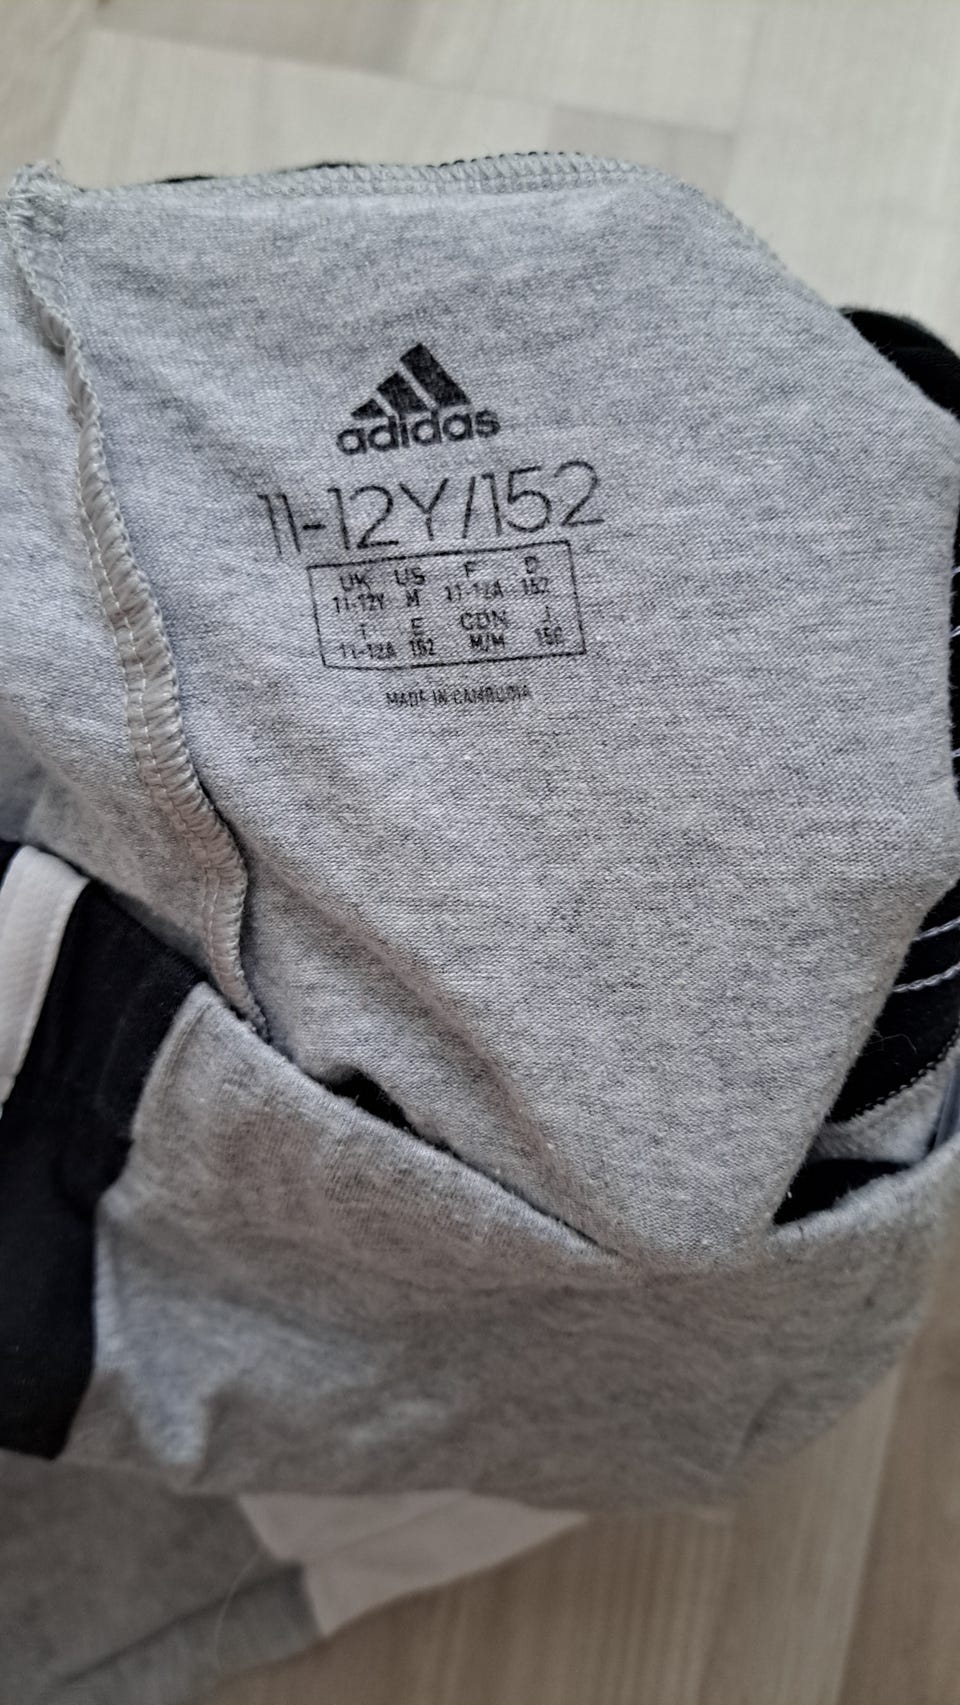 adidas
11-12Y/152
UK US F D
11-12Y M 11-12A 152
I E CDN J
11-12A 152 M/M 150
MADE IN CAMBODIA